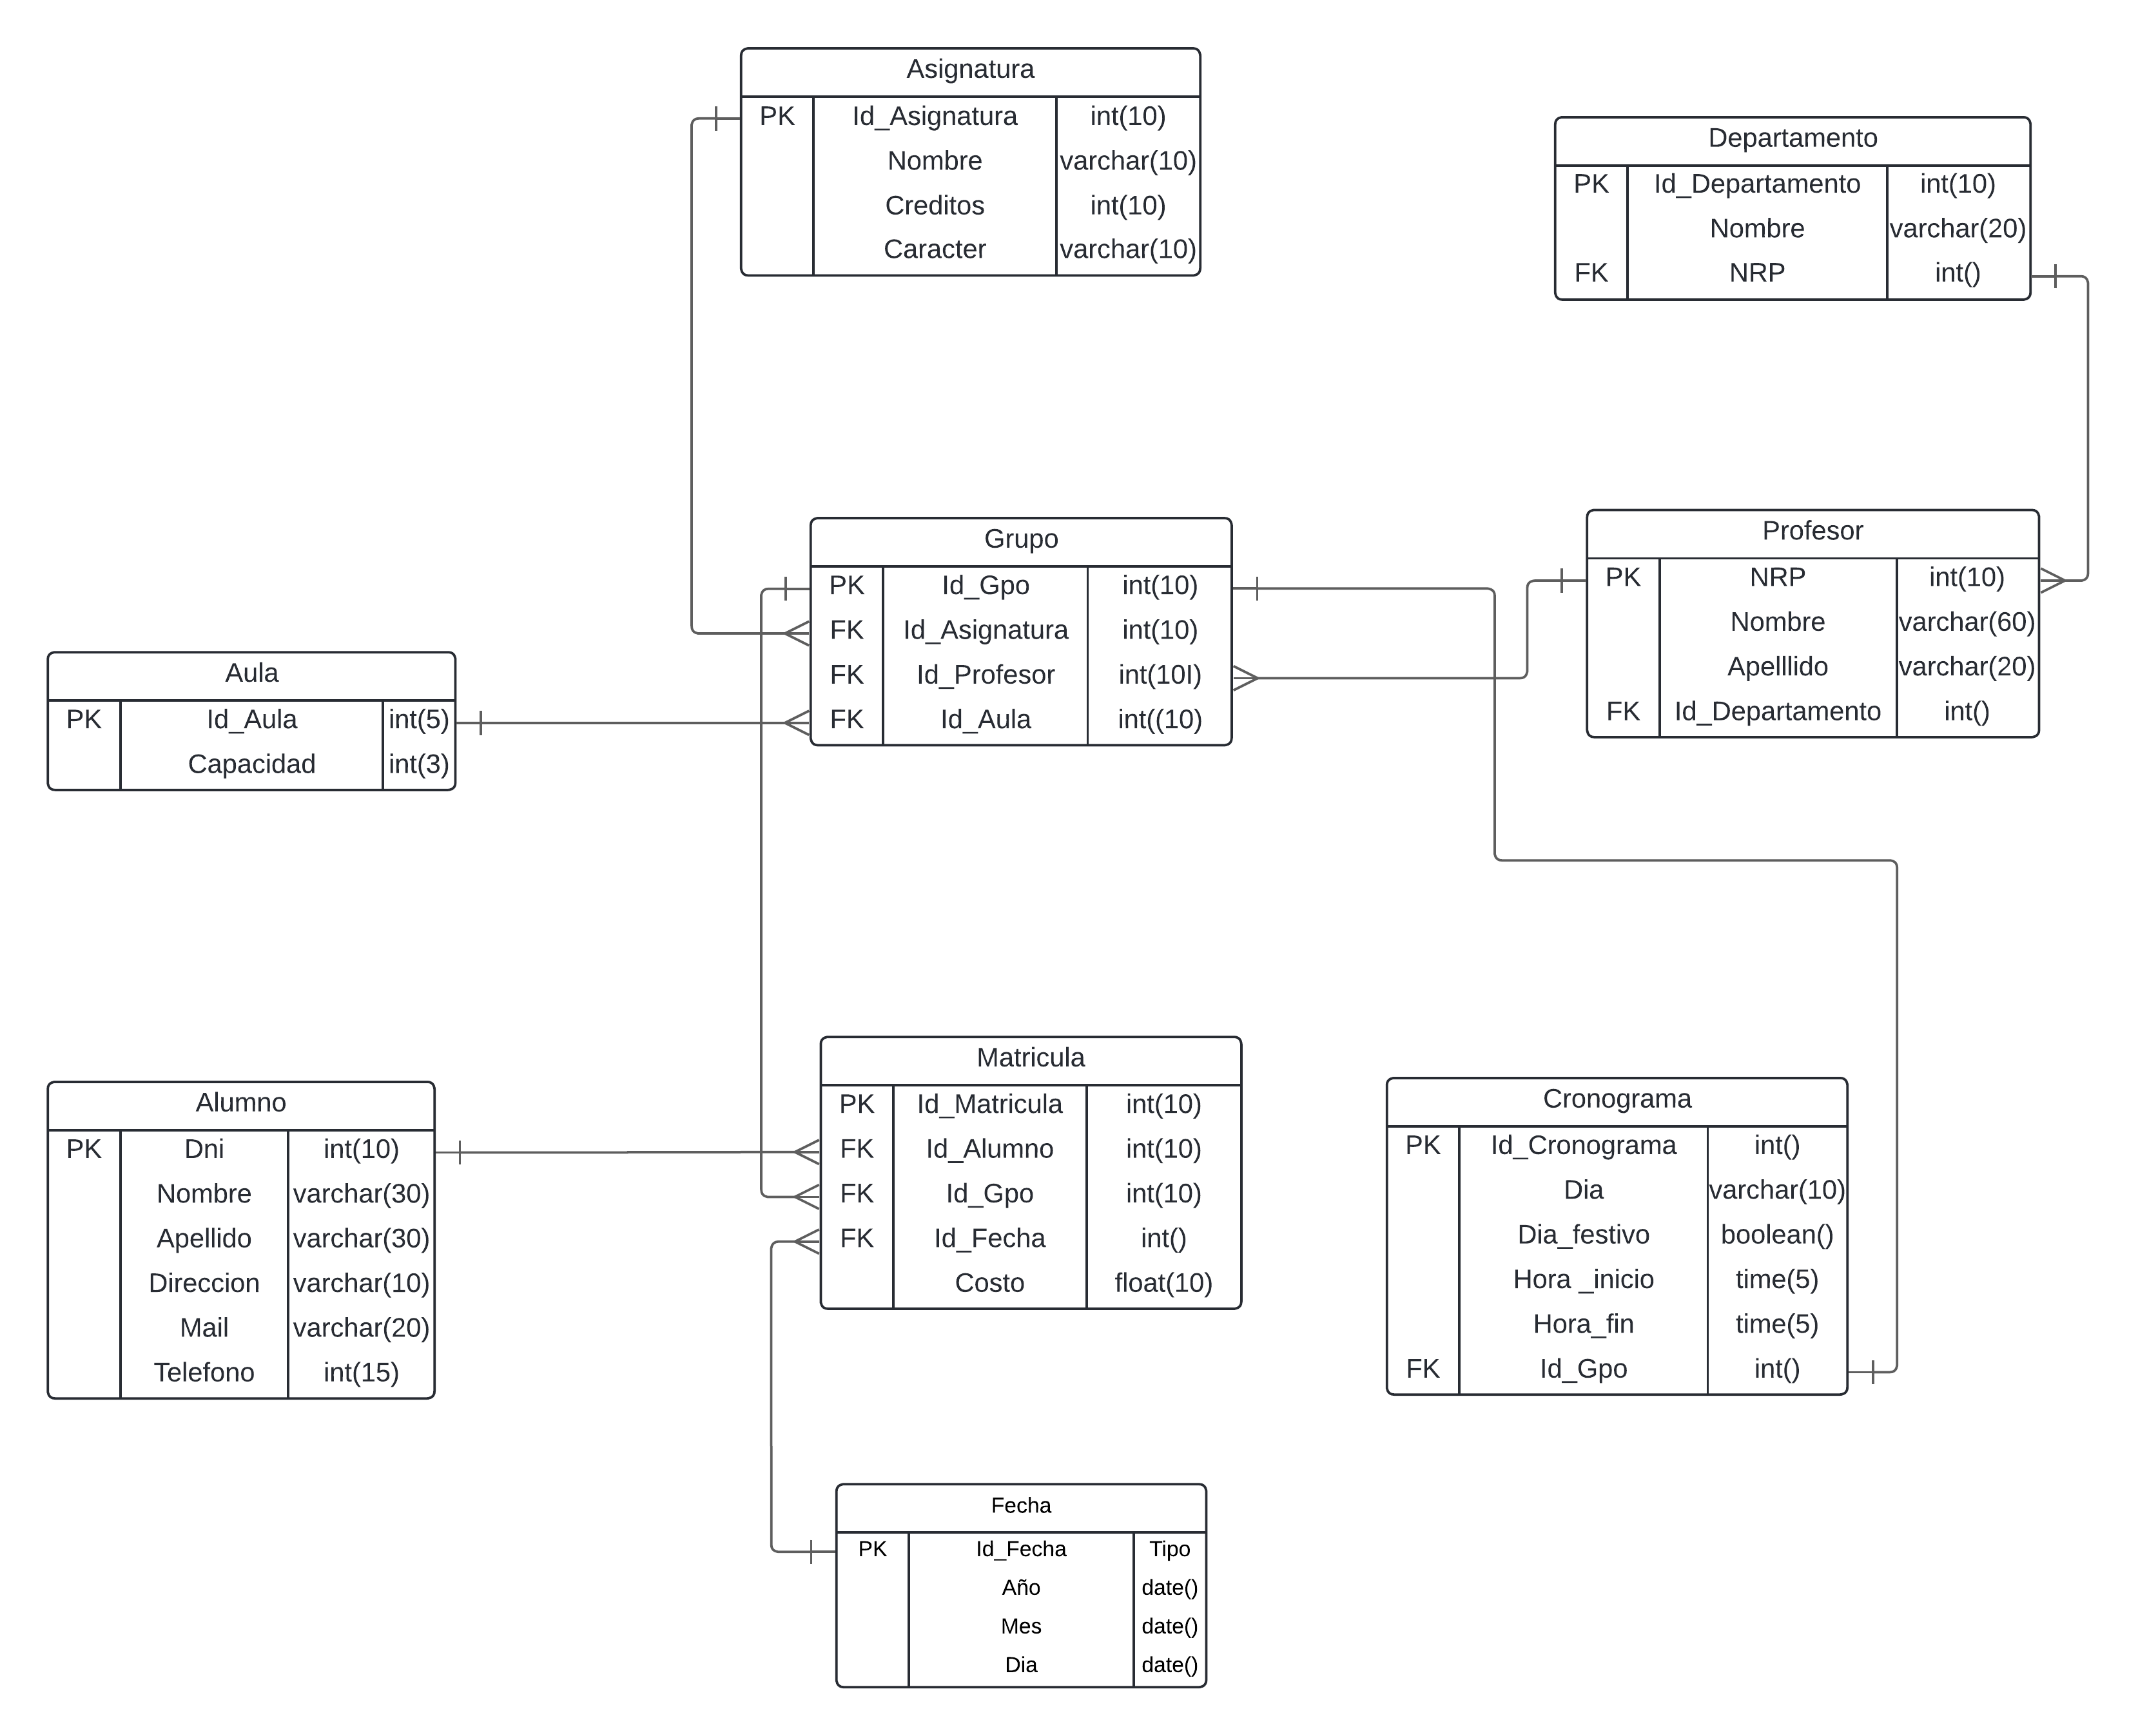 Asignatura
PK Id_Asignatura int(10)
Nombre varchar(10)
Creditos int(10)
Caracter varchar(10)
Departamento
PK Id_Departamento int(10)
Nombre varchar(20)
FK NRP int()
Grupo
PK Id_Gpo int(10)
FK Id_Asignatura int(10)
FK Id_Profesor int(10I)
FK Id_Aula int((10)
Profesor
PK NRP int(10)
Nombre varchar(60)
Apelllido varchar(20)
FK Id_Departamento int()
Aula
PK Id_Aula int(5)
Capacidad int(3)
Alumno
PK Dni int(10)
Nombre varchar(30)
Apellido varchar(30)
Direccion varchar(10)
Mail varchar(20)
Telefono int(15)
Matricula
PK Id_Matricula int(10)
FK Id_Alumno int(10)
FK Id_Gpo int(10)
FK Id_Fecha int()
Costo float(10)
Cronograma
PK Id_Cronograma int()
Dia varchar(10)
Dia_festivo boolean()
Hora _inicio time(5)
Hora_fin time(5)
FK Id_Gpo int()
Fecha
PK Id_Fecha Tipo
Año date()
Mes date()
Dia date()